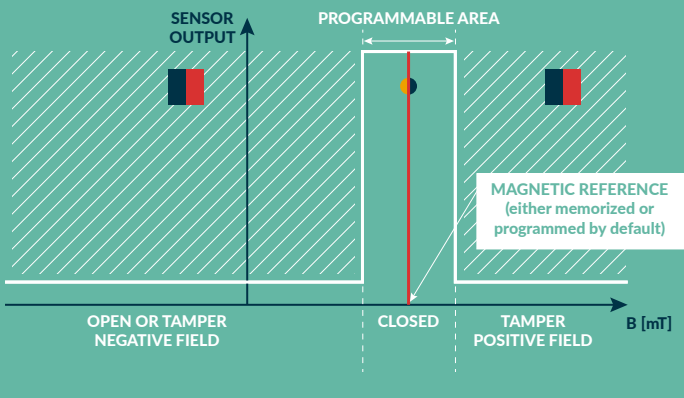 SENSOR
OUTPUT
PROGRAMMABLE AREA
MAGNETIC REFERENCE
(either memorized or
programmed by default)
OPEN OR TAMPER
NEGATIVE FIELD
CLOSED
TAMPER
POSITIVE FIELD
B [mT]